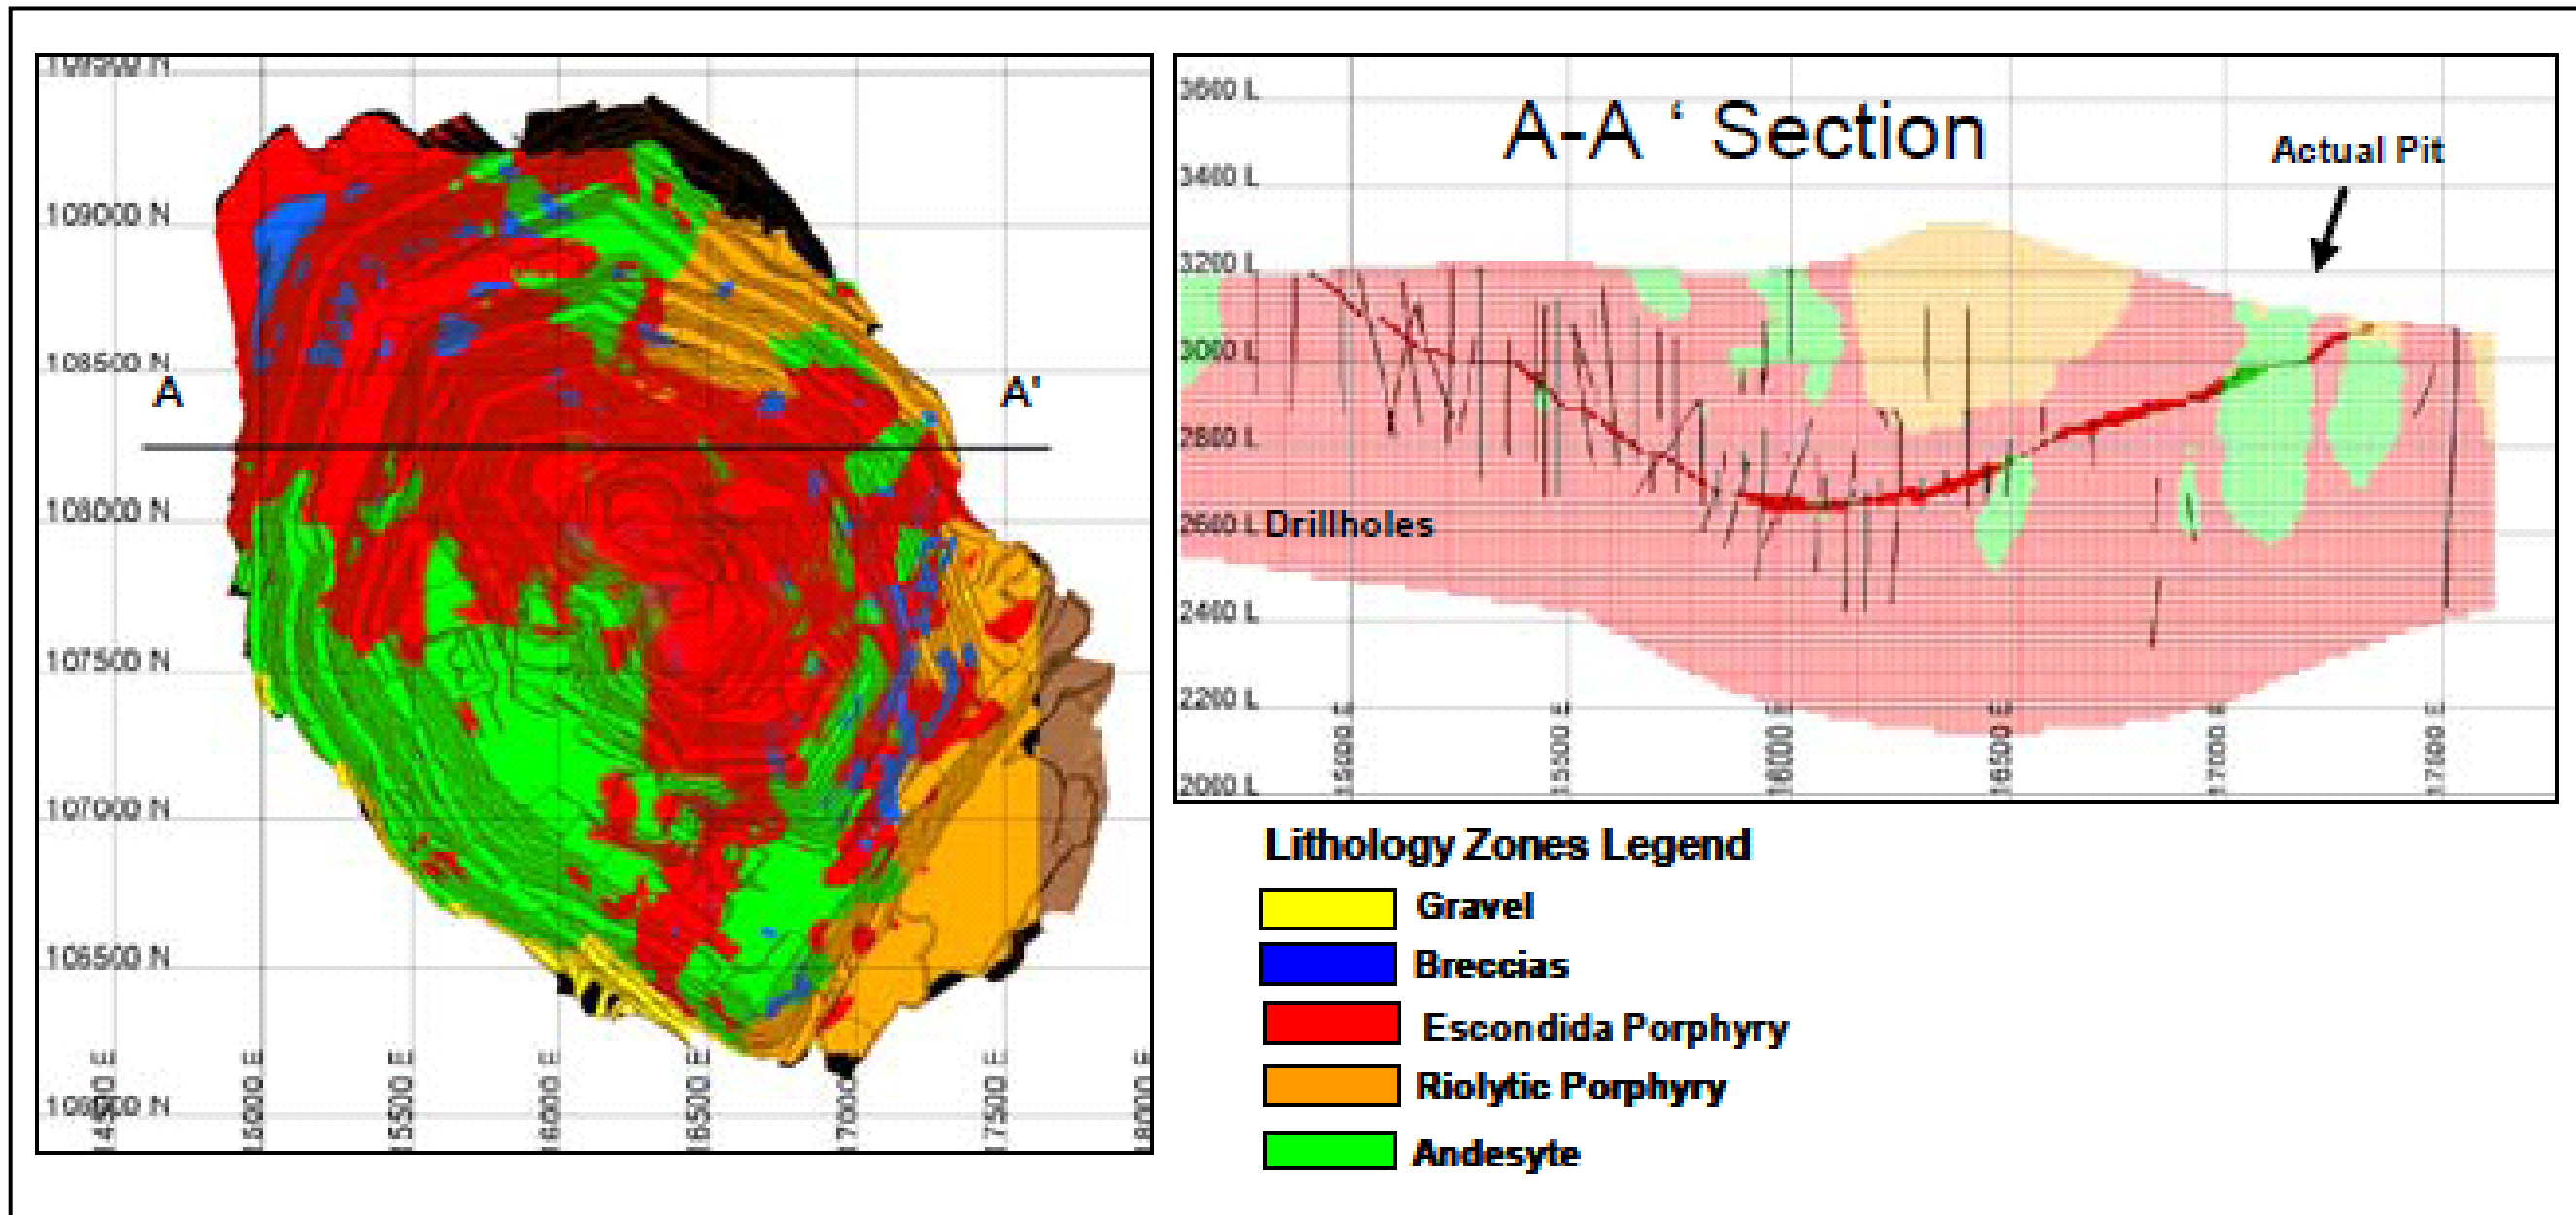 109500 N
109000 N
108500 N
A
A'
108000 N
107500 N
107000 N
106500 N
15000 E
15500 E
16000 E
16500 E
17500 E
A-A ‘ Section
Actual Pit
3600 L
3400 L
3200 L
3000 L
2800 L
2600 L
Drillholes
2400 L
2200 L
2000 L
15000 E
15500 E
16000 E
16500 E
17000 E
17500 E
Lithology Zones Legend
Gravel
Breccias
Escondida Porphyry
Riolytic Porphyry
Andesyte